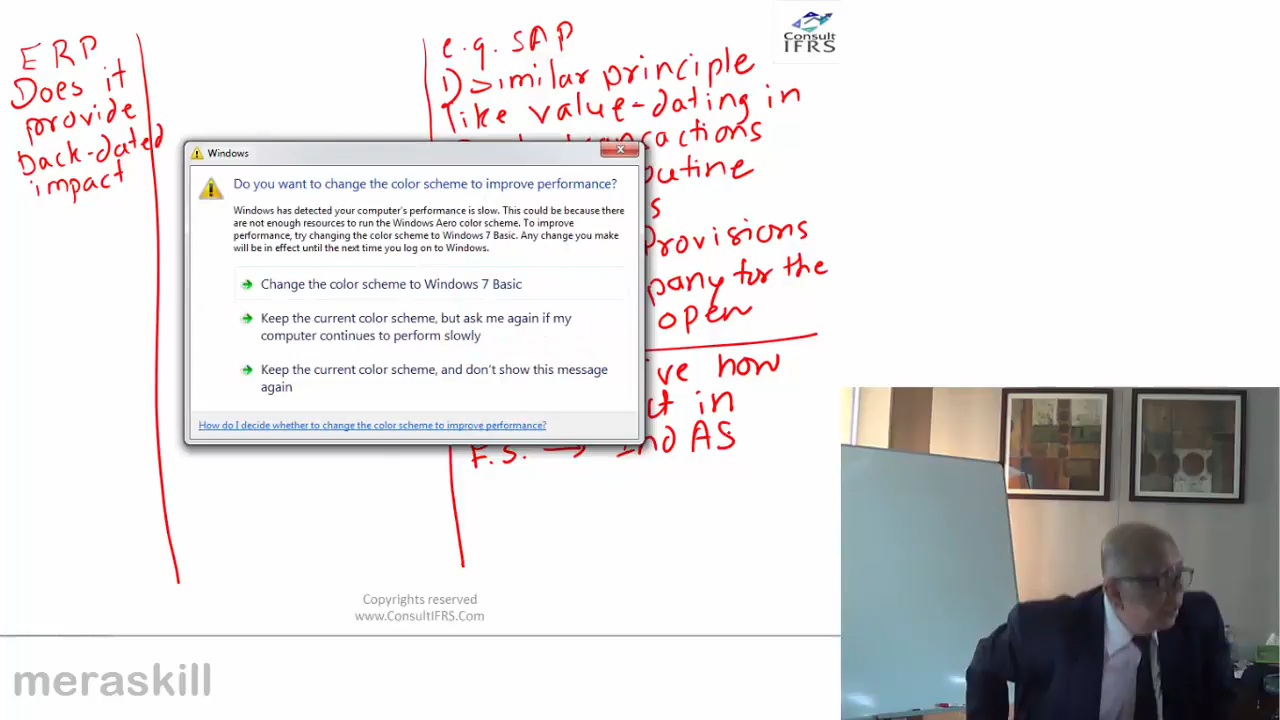 Consult
IFRS
ERP
Does it
provide
back-dated
impact
e.g. SAP
1) similar principle
like value-dating in
transactions
routine
s
Provisions
company for the
open
how
in
F.S. → Ind AS
Windows
Do you want to change the color scheme to improve performance?
Windows has detected your computer's performance is slow. This could be because there
are not enough resources to run the Windows Aero color scheme. To improve
performance, try changing the color scheme to Windows 7 Basic. Any change you make
will be in effect until the next time you log on to Windows.
Change the color scheme to Windows 7 Basic
Keep the current color scheme, but ask me again if my
computer continues to perform slowly
Keep the current color scheme, and don't show this message
again
How do I decide whether to change the color scheme to improve performance?
Copyrights reserved
www.ConsultIFRS.Com
meraskill